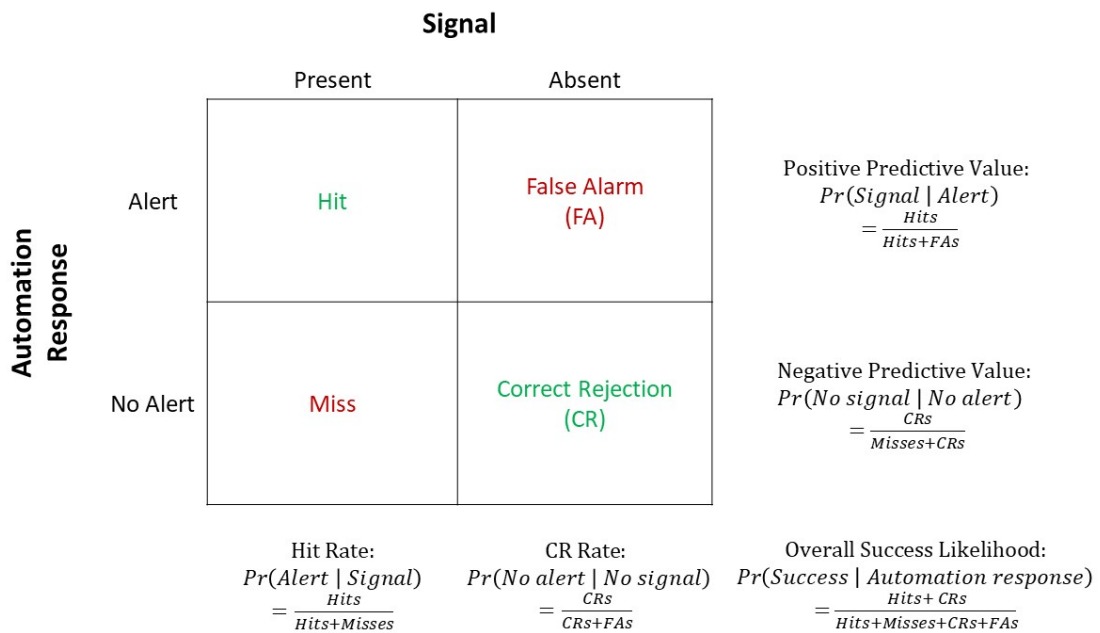 Signal
Present
Absent
Automation
Response
Alert
Hit
False Alarm
(FA)
Positive Predictive Value:
Pr(Signal | Alert)
= Hits / Hits+FAs
No Alert
Miss
Correct Rejection
(CR)
Negative Predictive Value:
Pr(No signal | No alert)
= CRs / Misses+CRs
Hit Rate:
Pr(Alert | Signal)
= Hits / Hits+Misses
CR Rate:
Pr(No alert | No signal)
= CRs / CRs+FAs
Overall Success Likelihood:
Pr(Success | Automation response)
= Hits+ CRs / Hits+Misses+CRs+FAs